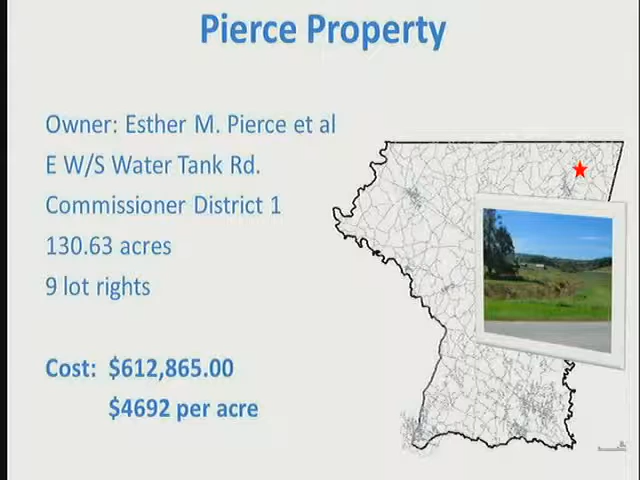 Pierce Property
Owner: Esther M. Pierce et al
E W/S Water Tank Rd.
Commissioner District 1
130.63 acres
9 lot rights
Cost: $612,865.00
$4692 per acre